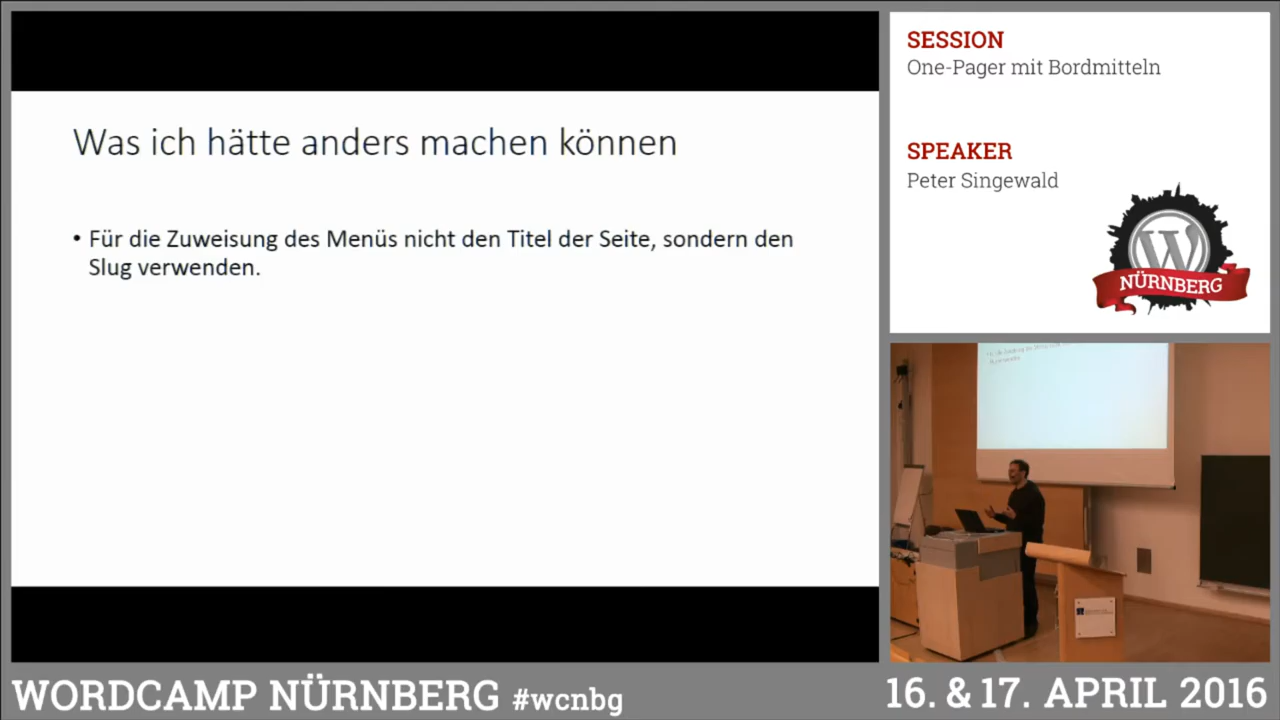 Was ich hätte anders machen können
• Für die Zuweisung des Menüs nicht den Titel der Seite, sondern den
Slug verwenden.
SESSION
One-Pager mit Bordmitteln
SPEAKER
Peter Singewald
NÜRNBERG
WORDCAMP NÜRNBERG #wcnbg
16. & 17. APRIL 2016